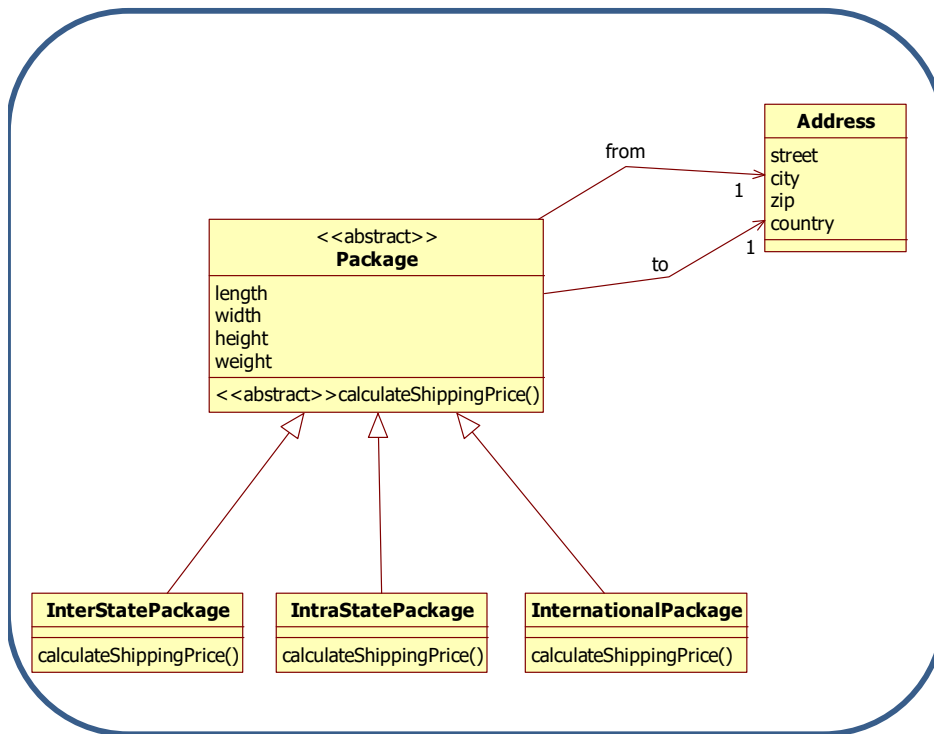 Address
street
city
zip
country
from
1
to
1
<<abstract>>
Package
length
width
height
weight
<<abstract>>calculateShippingPrice()
InterStatePackage
calculateShippingPrice()
IntraStatePackage
calculateShippingPrice()
InternationalPackage
calculateShippingPrice()